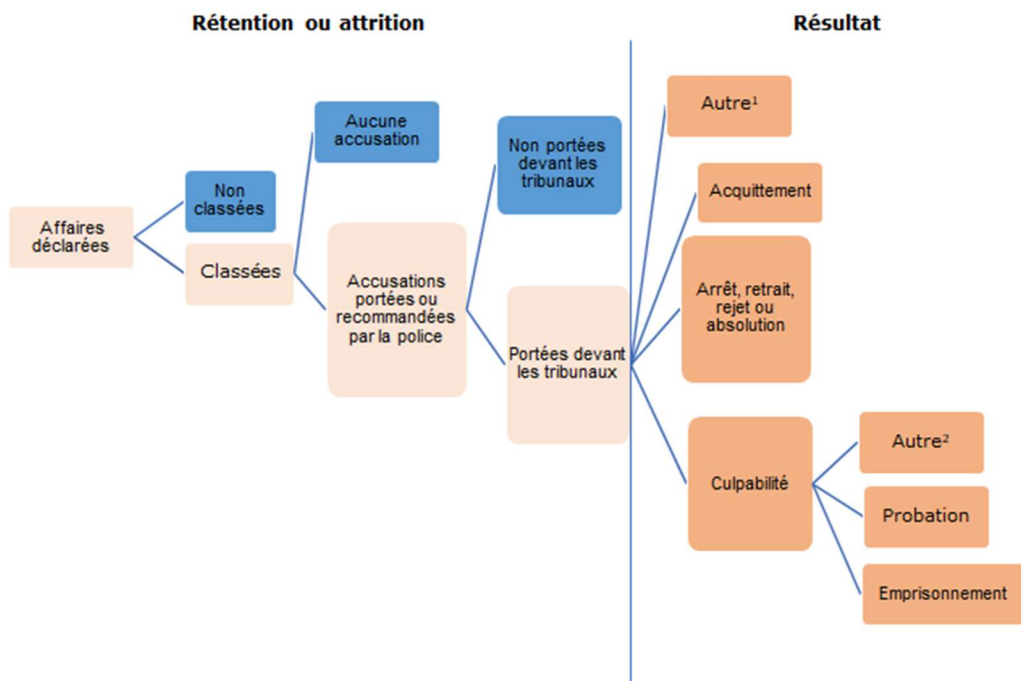 Rétention ou attrition
Résultat
Affaires
déclarées
Non
classées
Classées
Aucune
accusation
Accusations
portées ou
recommandées
par la police
Non portées
devant les
tribunaux
Portées devant
les tribunaux
Autre¹
Acquittement
Arrêt, retrait,
rejet ou
absolution
Culpabilité
Autre²
Probation
Emprisonnement